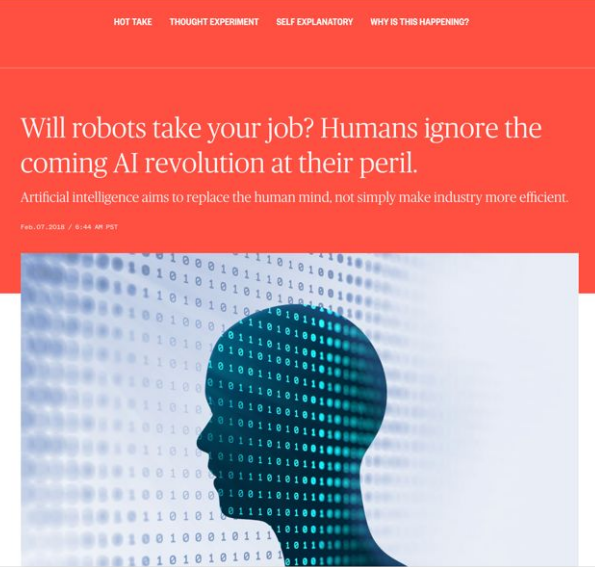 HOT TAKE THOUGHT EXPERIMENT SELF EXPLANATORY WHY IS THIS HAPPENING?
Will robots take your job? Humans ignore the
coming AI revolution at their peril.
Artificial intelligence aims to replace the human mind, not simply make industry more efficient.
Feb.07.2018 / 6:44 AM PST